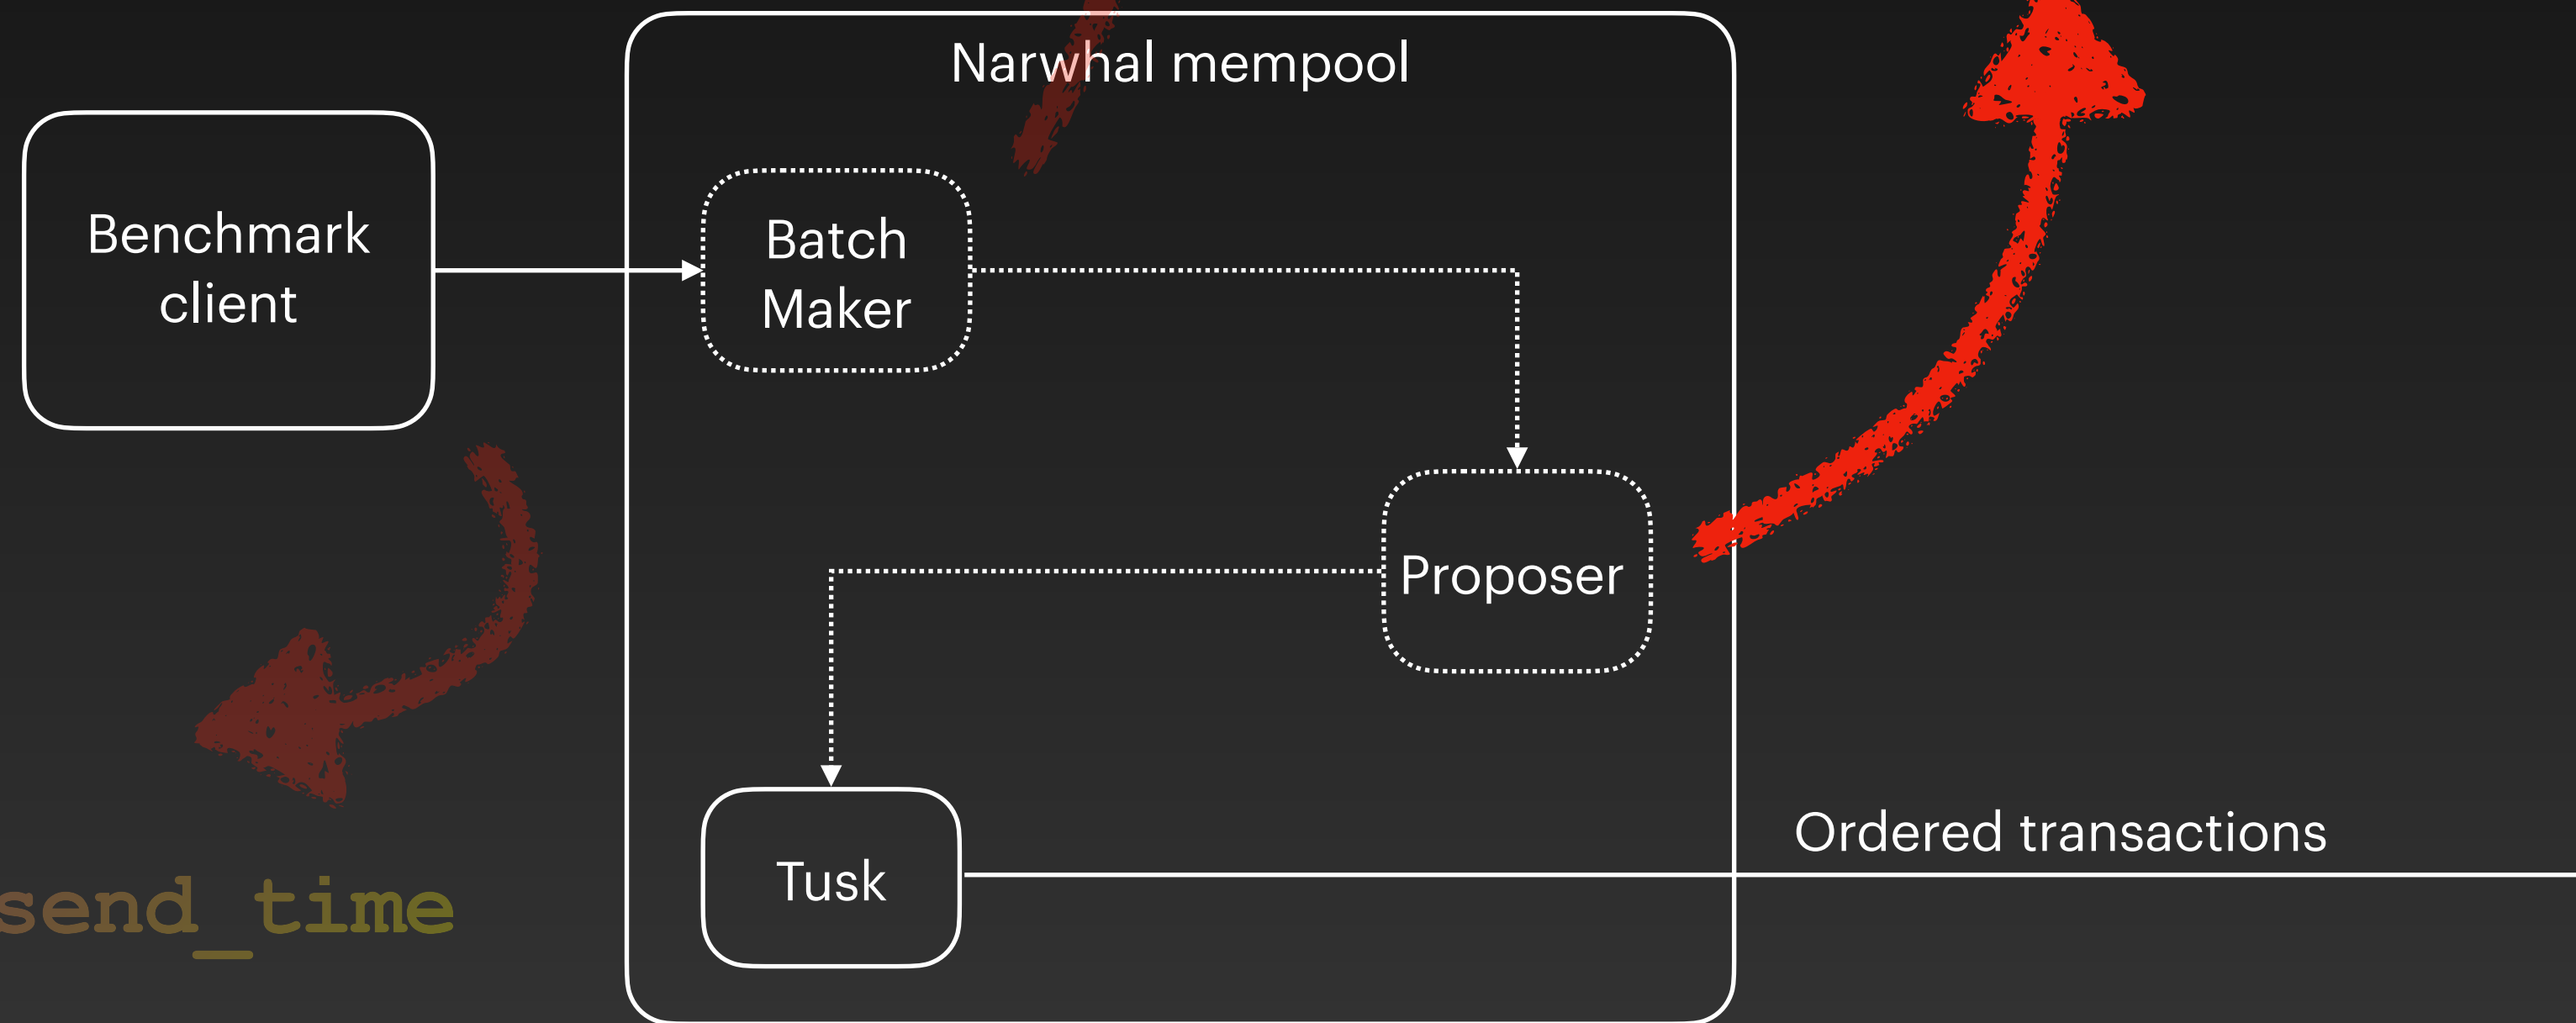 Narwhal mempool
Benchmark
client
Batch
Maker
Proposer
Tusk
Ordered transactions
send_time